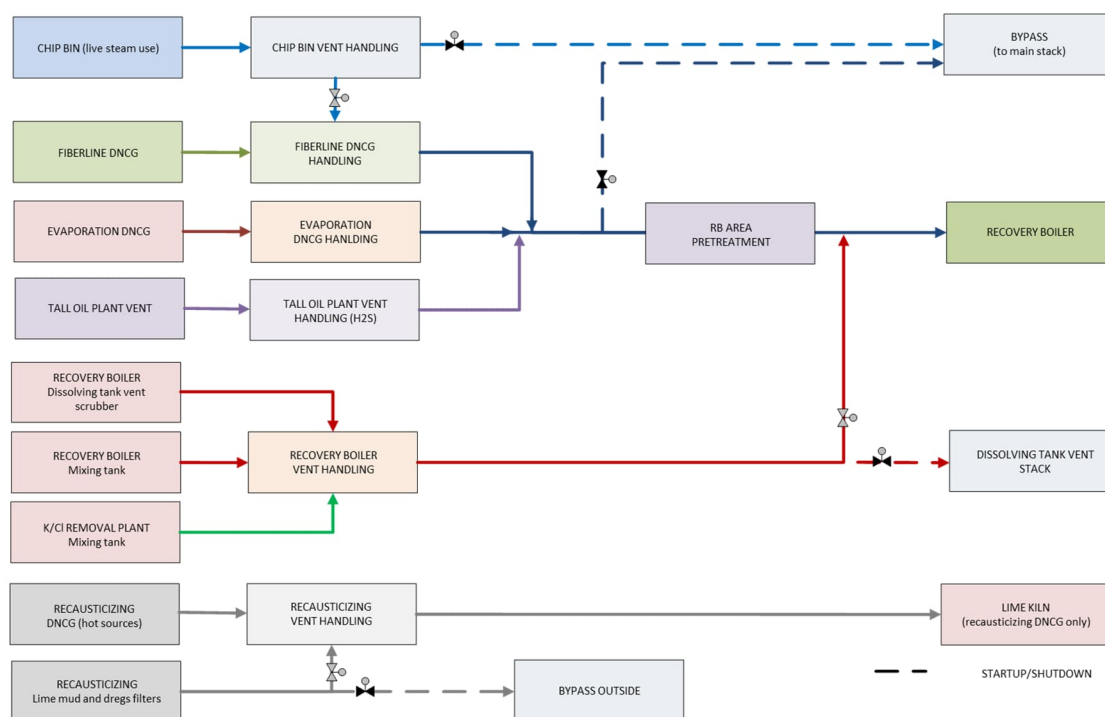 CHIP BIN (live steam use)
CHIP BIN VENT HANDLING
BYPASS
(to main stack)
FIBERLINE DNCG
FIBERLINE DNCG
HANDLING
EVAPORATION DNCG
EVAPORATION
DNCG HANLDING
RB AREA
PRETREATMENT
RECOVERY BOILER
TALL OIL PLANT VENT
TALL OIL PLANT VENT
HANDLING (H2S)
RECOVERY BOILER
Dissolving tank vent
scrubber
RECOVERY BOILER
Mixing tank
RECOVERY BOILER
VENT HANDLING
DISSOLVING TANK VENT
STACK
K/Cl REMOVAL PLANT
Mixing tank
RECAUSTICIZING
DNCG (hot sources)
RECAUSTICIZING
VENT HANDLING
LIME KILN
(recausticizing DNCG only)
RECAUSTICIZING
Lime mud and dregs filters
BYPASS OUTSIDE
STARTUP/SHUTDOWN